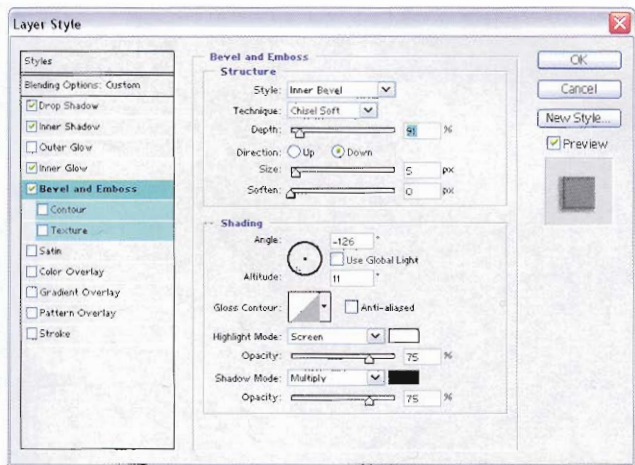 Layer Style
Styles
Blending Options: Custom
Drop Shadow
Inner Shadow
Outer Glow
Inner Glow
Bevel and Emboss
Contour
Texture
Satin
Color Overlay
Gradient Overlay
Pattern Overlay
Stroke
Bevel and Emboss
Structure
Style: Inner Bevel
Technique: Chisel Soft
Depth: 91 %
Direction: Up Down
Size: 5 px
Soften: 0 px
Shading
Angle: -126 °
Use Global Light
Altitude: 11 °
Gloss Contour: Anti-aliased
Highlight Mode: Screen
Opacity: 75 %
Shadow Mode: Multiply
Opacity: 75 %
OK
Cancel
New Style...
Preview